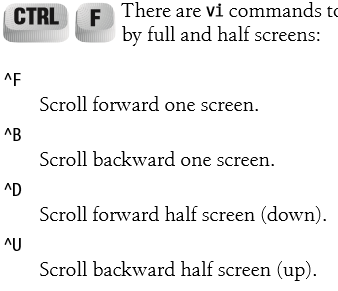 CTRL F There are vi commands to
by full and half screens:
^F
Scroll forward one screen.
^B
Scroll backward one screen.
^D
Scroll forward half screen (down).
^U
Scroll backward half screen (up).